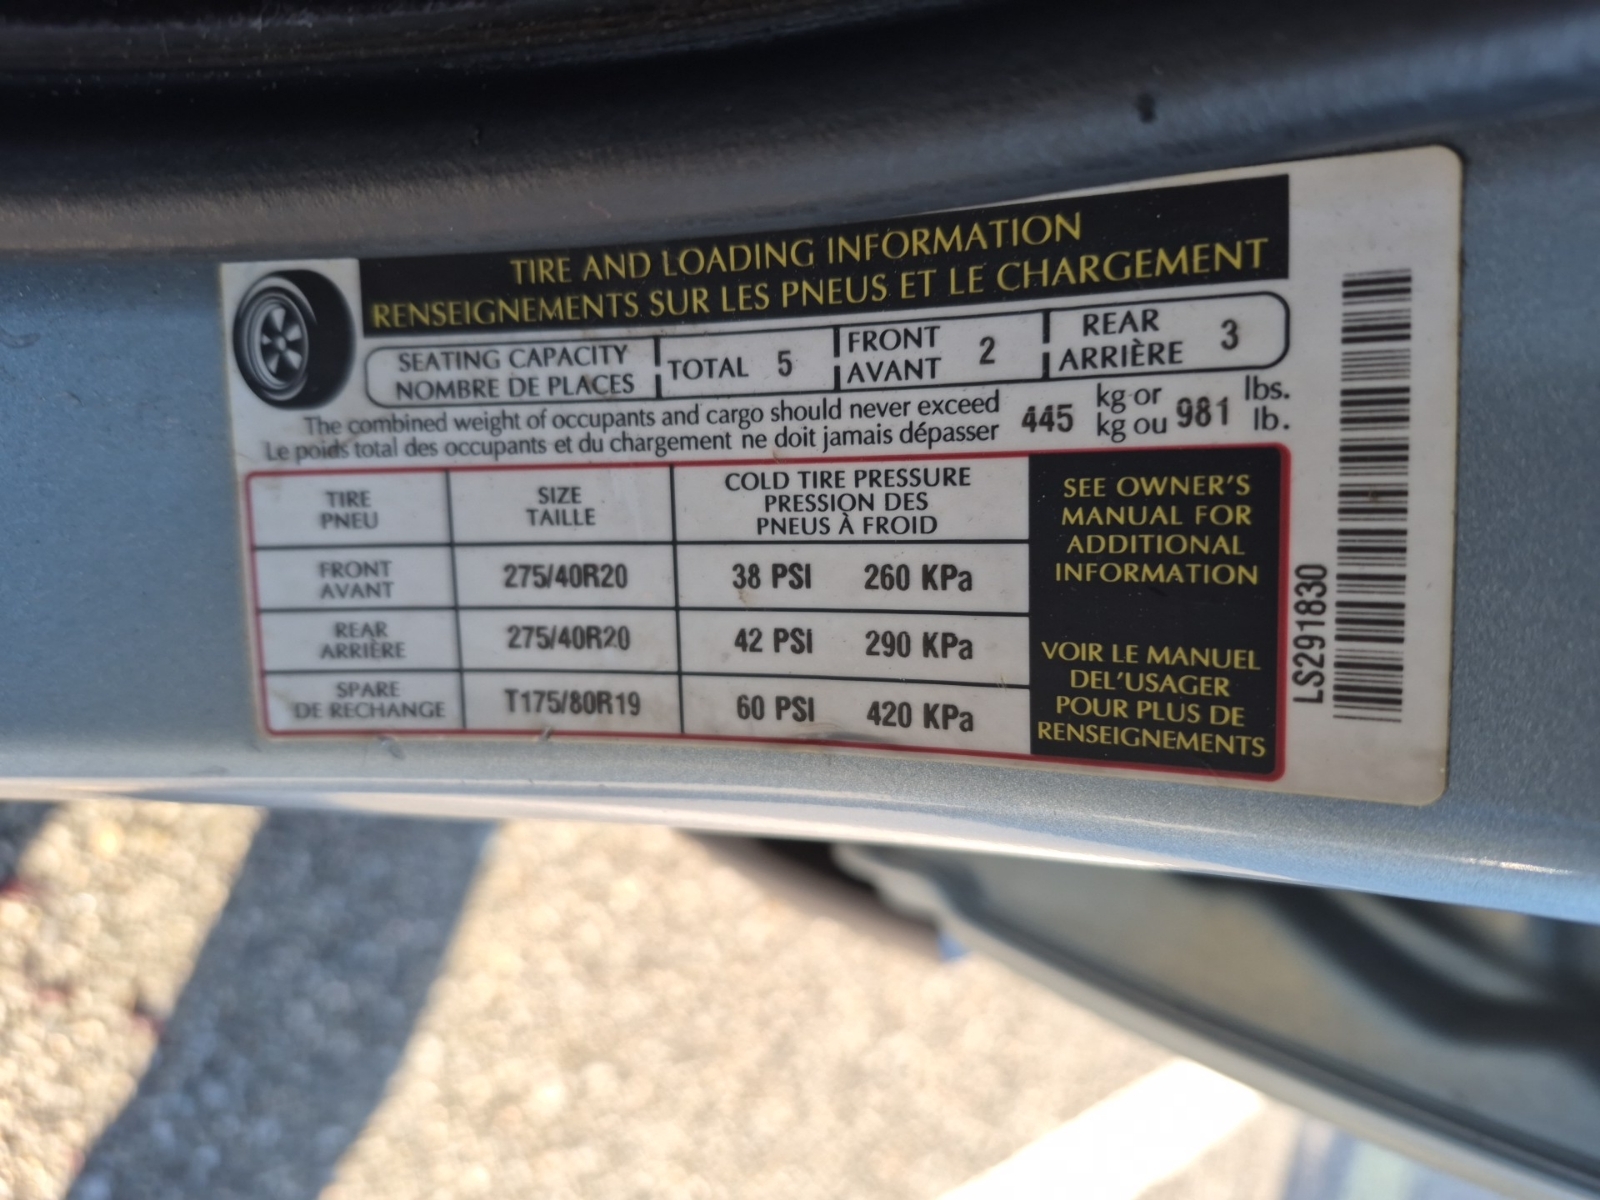 TIRE AND LOADING INFORMATION
RENSEIGNEMENTS SUR LES PNEUS ET LE CHARGEMENT
SEATING CAPACITY
NOMBRE DE PLACES
TOTAL 5
FRONT
AVANT
2
REAR
ARRIÈRE
3
The combined weight of occupants and cargo should never exceed
Le poids total des occupants et du chargement ne doit jamais dépasser
445
kg or
kg ou
981
lbs.
lb.
TIRE
PNEU
SIZE
TAILLE
COLD TIRE PRESSURE
PRESSION DES
PNEUS À FROID
FRONT
AVANT
275/40R20
38 PSI 260 KPa
REAR
ARRIÈRE
275/40R20
42 PSI 290 KPa
SPARE
DE RECHANGE
T175/80R19
60 PSI 420 KPa
SEE OWNER'S
MANUAL FOR
ADDITIONAL
INFORMATION
VOIR LE MANUEL
DEL'USAGER
POUR PLUS DE
RENSEIGNEMENTS
LS291830